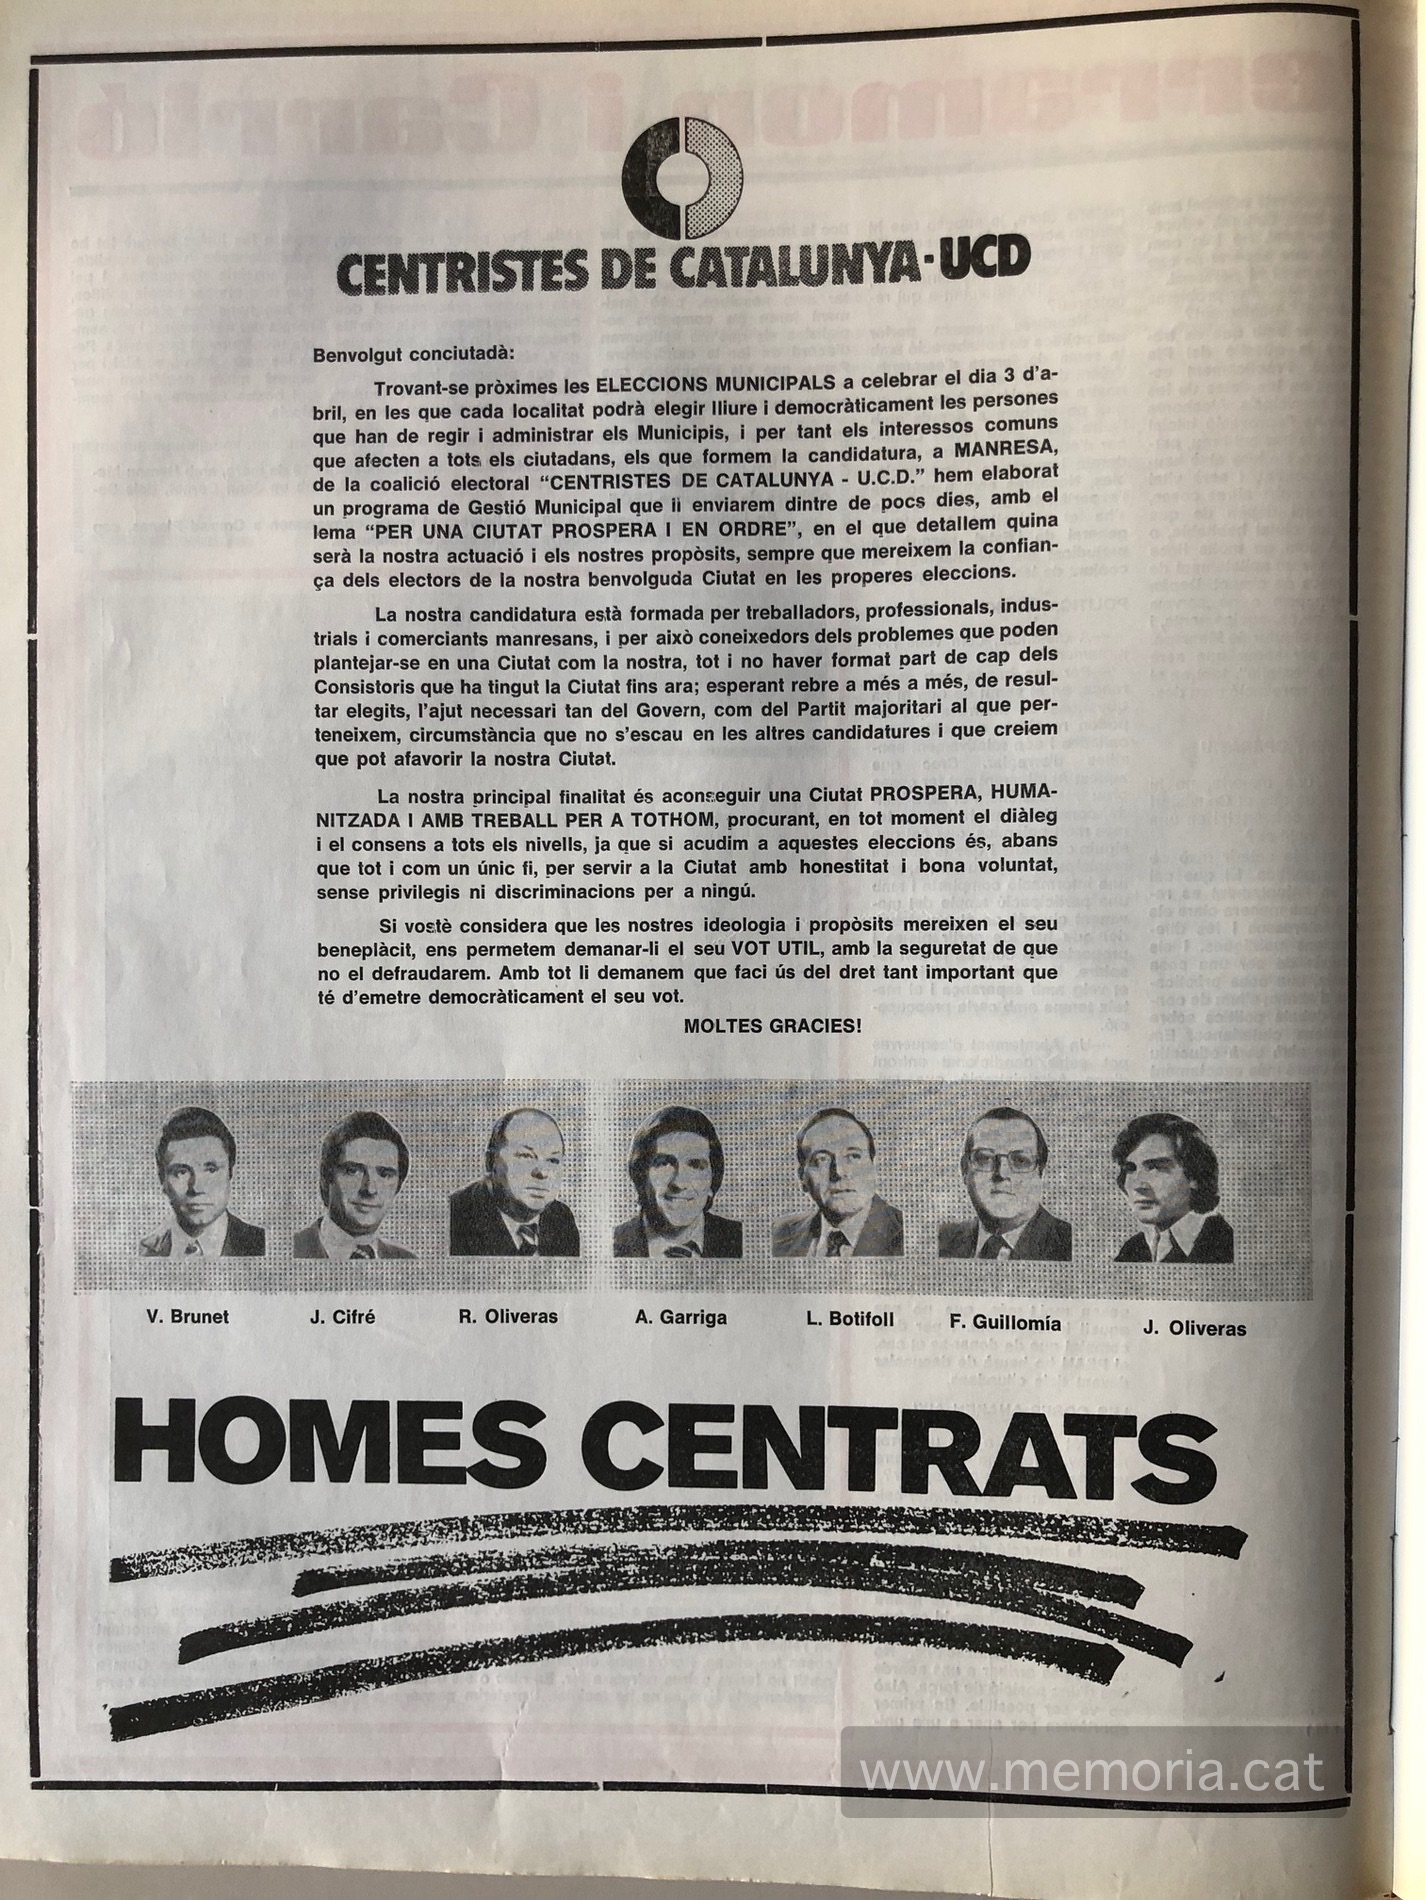 CENTRISTES DE CATALUNYA·UCD
Benvolgut conciutadà:
Trovant-se pròximes les ELECCIONS MUNICIPALS a celebrar el dia 3 d'a-
bril, en les que cada localitat podrà elegir lliure i democràticament les persones
que han de regir i administrar els Municipis, i per tant els interessos comuns
que afecten a tots els ciutadans, els que formem la candidatura, a MANRESA,
de la coalició electoral “CENTRISTES DE CATALUNYA - U.C.D.” hem elaborat
un programa de Gestió Municipal que li enviarem dintre de pocs dies, amb el
lema “PER UNA CIUTAT PROSPERA I EN ORDRE”, en el que detallem quina
serà la nostra actuació i els nostres propòsits, sempre que mereixem la confian-
ça dels electors de la nostra benvolguda Ciutat en les properes eleccions.
La nostra candidatura està formada per treballadors, professionals, indus-
trials i comerciants manresans, i per això coneixedors dels problemes que poden
plantejar-se en una Ciutat com la nostra, tot i no haver format part de cap dels
Consistoris que ha tingut la Ciutat fins ara; esperant rebre a més a més, de resul-
tar elegits, l'ajut necessari tan del Govern, com del Partit majoritari al que per-
teneixem, circumstància que no s'escau en les altres candidatures i que creiem
que pot afavorir la nostra Ciutat.
La nostra principal finalitat és aconseguir una Ciutat PROSPERA, HUMA-
NITZADA I AMB TREBALL PER A TOTHOM, procurant, en tot moment el diàleg
i el consens a tots els nivells, ja que si acudim a aquestes eleccions és, abans
que tot i com un únic fi, per servir a la Ciutat amb honestitat i bona voluntat,
sense privilegis ni discriminacions per a ningú.
Si vostè considera que les nostres ideologia i propòsits mereixen el seu
beneplàcit, ens permetem demanar-li el seu VOT UTIL, amb la seguretat de que
no el defraudarem. Amb tot li demanem que faci ús del dret tant important que
té d'emetre democràticament el seu vot.
MOLTES GRACIES!
V. Brunet J. Cifré R. Oliveras A. Garriga L. Botifoll F. Guillomía J. Oliveras
HOMES CENTRATS
www.memoria.cat